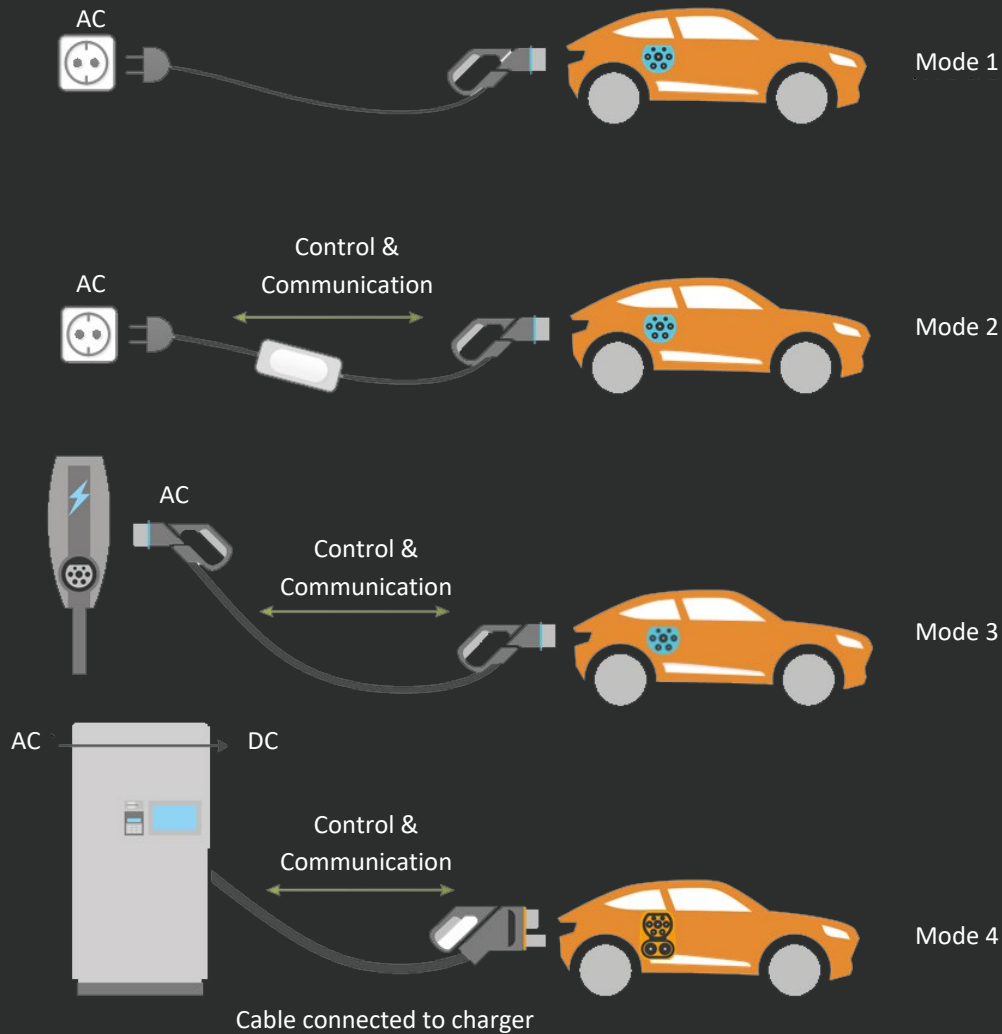 AC
Mode 1
Control &
Communication
AC
Mode 2
AC
Control &
Communication
Mode 3
AC
DC
Control &
Communication
Mode 4
Cable connected to charger